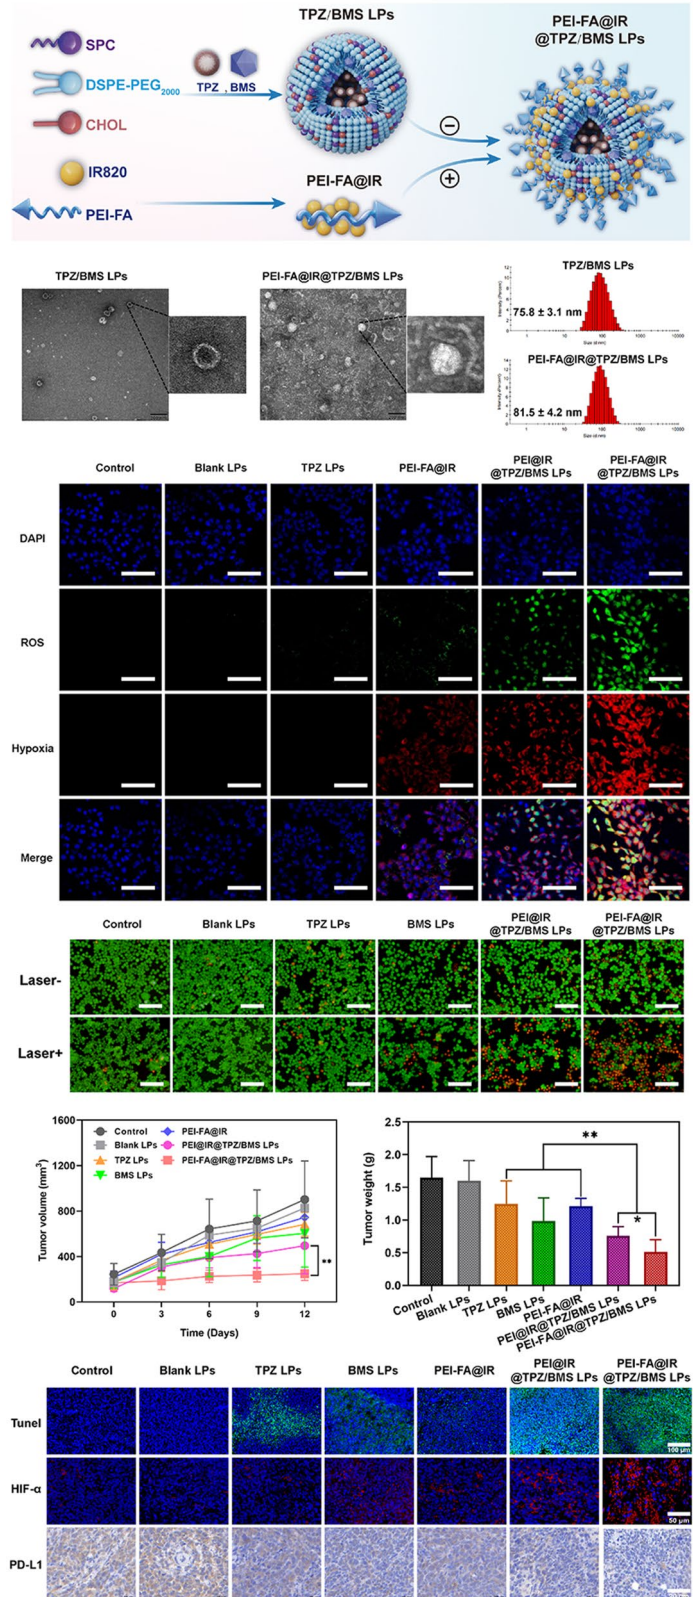 TPZ/BMS LPs
PEI-FA@IR
@TPZ/BMS LPs
SPC
DSPE-PEG2000
TPZ , BMS
CHOL
IR820
PEI-FA@IR
PEI-FA
TPZ/BMS LPs
PEI-FA@IR@TPZ/BMS LPs
TPZ/BMS LPs
75.8 ± 3.1 nm
PEI-FA@IR@TPZ/BMS LPs
81.5 ± 4.2 nm
Control
Blank LPs
TPZ LPs
PEI-FA@IR
PEI@IR
@TPZ/BMS LPs
PEI-FA@IR
@TPZ/BMS LPs
DAPI
ROS
Hypoxia
Merge
Control
Blank LPs
TPZ LPs
BMS LPs
PEI@IR
@TPZ/BMS LPs
PEI-FA@IR
@TPZ/BMS LPs
Laser-
Laser+
Tumor volume (mm3)
1600
1200
800
400
0
Control
Blank LPs
TPZ LPs
BMS LPs
PEI-FA@IR
PEI@IR@TPZ/BMS LPs
PEI-FA@IR@TPZ/BMS LPs
**
0 3 6 9 12
Time (Days)
Tumor weight (g)
2.5
2.0
1.5
1.0
0.5
0.0
**
*
Control
Blank LPs
TPZ LPs
BMS LPs
PEI-FA@IR
PEI@IR@TPZ/BMS LPs
PEI-FA@IR@TPZ/BMS LPs
Control
Blank LPs
TPZ LPs
BMS LPs
PEI-FA@IR
PEI@IR
@TPZ/BMS LPs
PEI-FA@IR
@TPZ/BMS LPs
Tunel
100 μm
HIF-α
50 μm
PD-L1